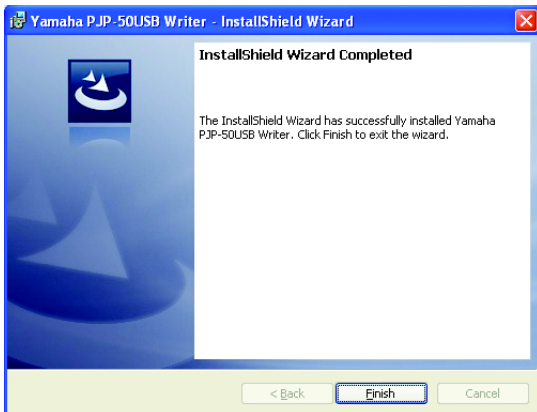 Yamaha PJP-50USB Writer - InstallShield Wizard
InstallShield Wizard Completed
The InstallShield Wizard has successfully installed Yamaha
PJP-50USB Writer. Click Finish to exit the wizard.
< Back
Finish
Cancel